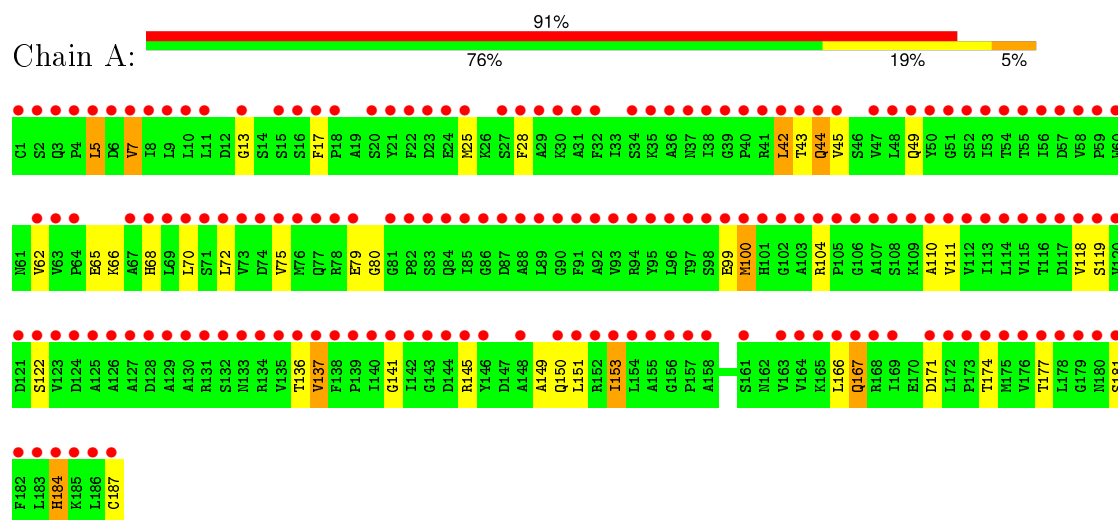 91%
Chain A:
76% 19% 5%
C1 S2 Q3 P4 L5 D6 V7 I8 L9 L10 L11 D12 G13 S14 S15 S16 F17 P18 A19 S20 Y21 F22 D23 E24 M25 K26 S27 F28 A29 K30 A31 F32 I33 S34 K35 A36 N37 I38 G39 P40 R41 L42 T43 Q44 V45 S46 V47 L48 Q49 Y50 G51 S52 I53 T54 T55 I56 D57 V58 P59 W60
N61 V62 V63 P64 E65 K66 A67 H68 L69 L70 S71 L72 V73 D74 V75 M76 Q77 R78 E79 G80 G81 P82 S83 Q84 I85 G86 D87 A88 L89 G90 F91 A92 V93 R94 Y95 L96 T97 S98 E99 M100 H101 G102 A103 R104 P105 G106 A107 S108 K109 A110 V111 V112 I113 L114 V115 T116 D117 V118 S119 V120
D121 S122 V123 D124 A125 A126 A127 D128 A129 A130 R131 S132 N133 R134 V135 T136 V137 F138 P139 I140 G141 I142 G143 D144 R145 Y146 D147 A148 A149 Q150 L151 R152 I153 L154 A155 G156 P157 A158 S161 N162 V163 V164 K165 L166 Q167 R168 I169 E170 D171 L172 P173 T174 M175 V176 T177 L178 G179 N180 S181
F182 L183 H184 K185 L186 C187